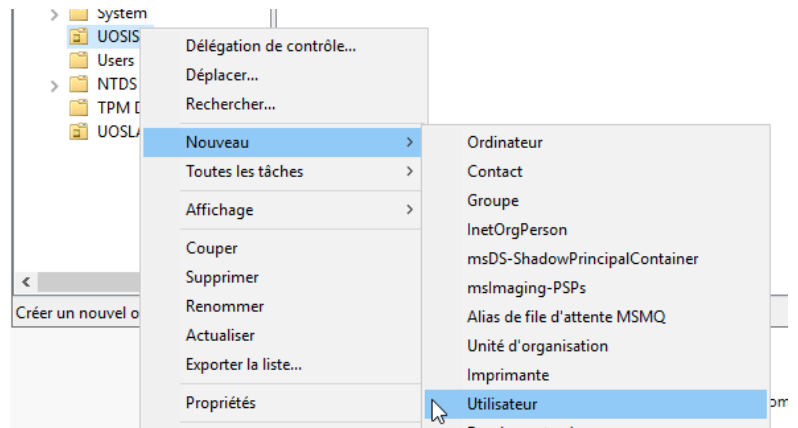 System
UOSIS
Users
NTDS
TPM D
UOSLA
Créer un nouvel o
Délégation de contrôle...
Déplacer...
Rechercher...
Nouveau
Toutes les tâches
Affichage
Couper
Supprimer
Renommer
Actualiser
Exporter la liste...
Propriétés
Ordinateur
Contact
Groupe
InetOrgPerson
msDS-ShadowPrincipalContainer
msImaging-PSPs
Alias de file d'attente MSMQ
Unité d'organisation
Imprimante
Utilisateur